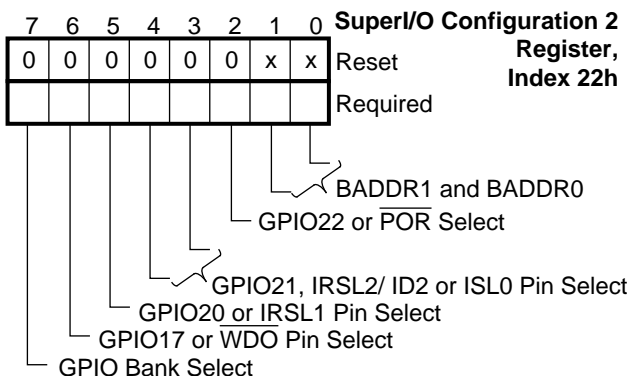 7 6 5 4 3 2 1 0
SuperI/O Configuration 2
Register,
Index 22h
0 0 0 0 0 0 x x Reset
Required
BADDR1 and BADDR0
GPIO22 or P̅O̅R̅ Select
GPIO21, IRSL2/ ID2 or ISL0 Pin Select
GPIO20 or IRSL1 Pin Select
GPIO17 or W̅D̅O̅ Pin Select
GPIO Bank Select